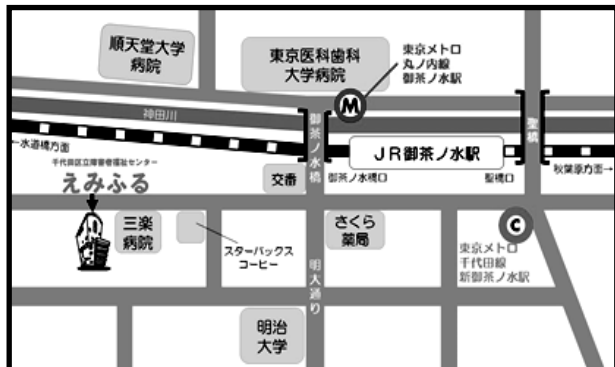 順天堂大学
病院
東京医科歯科
大学病院
東京メトロ
丸ノ内線
御茶ノ水駅
M
神田川
御茶ノ水橋
聖橋
←水道橋方面
JR御茶ノ水駅
秋葉原方面→
千代田区立障害者福祉センター
えみふる
交番
御茶ノ水橋口
聖橋口
三楽
病院
スターバックス
コーヒー
さくら
薬局
C
東京メトロ
千代田線
新御茶ノ水駅
明大通り
明治
大学